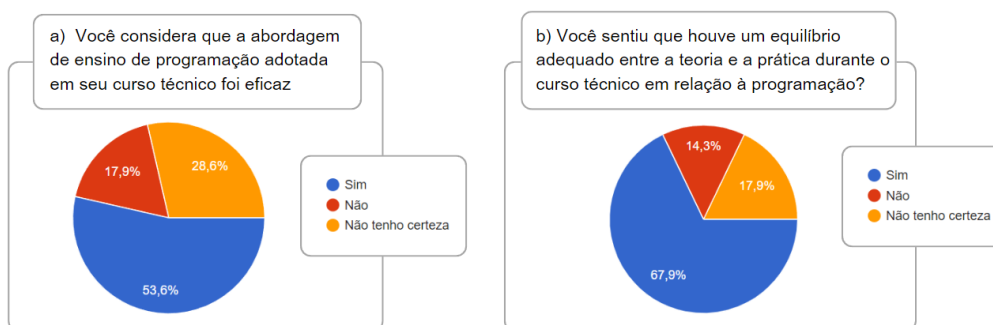 a) Você considera que a abordagem
de ensino de programação adotada
em seu curso técnico foi eficaz
17,9%
28,6%
53,6%
Sim
Não
Não tenho certeza
b) Você sentiu que houve um equilíbrio
adequado entre a teoria e a prática durante o
curso técnico em relação à programação?
14,3%
17,9%
67,9%
Sim
Não
Não tenho certeza